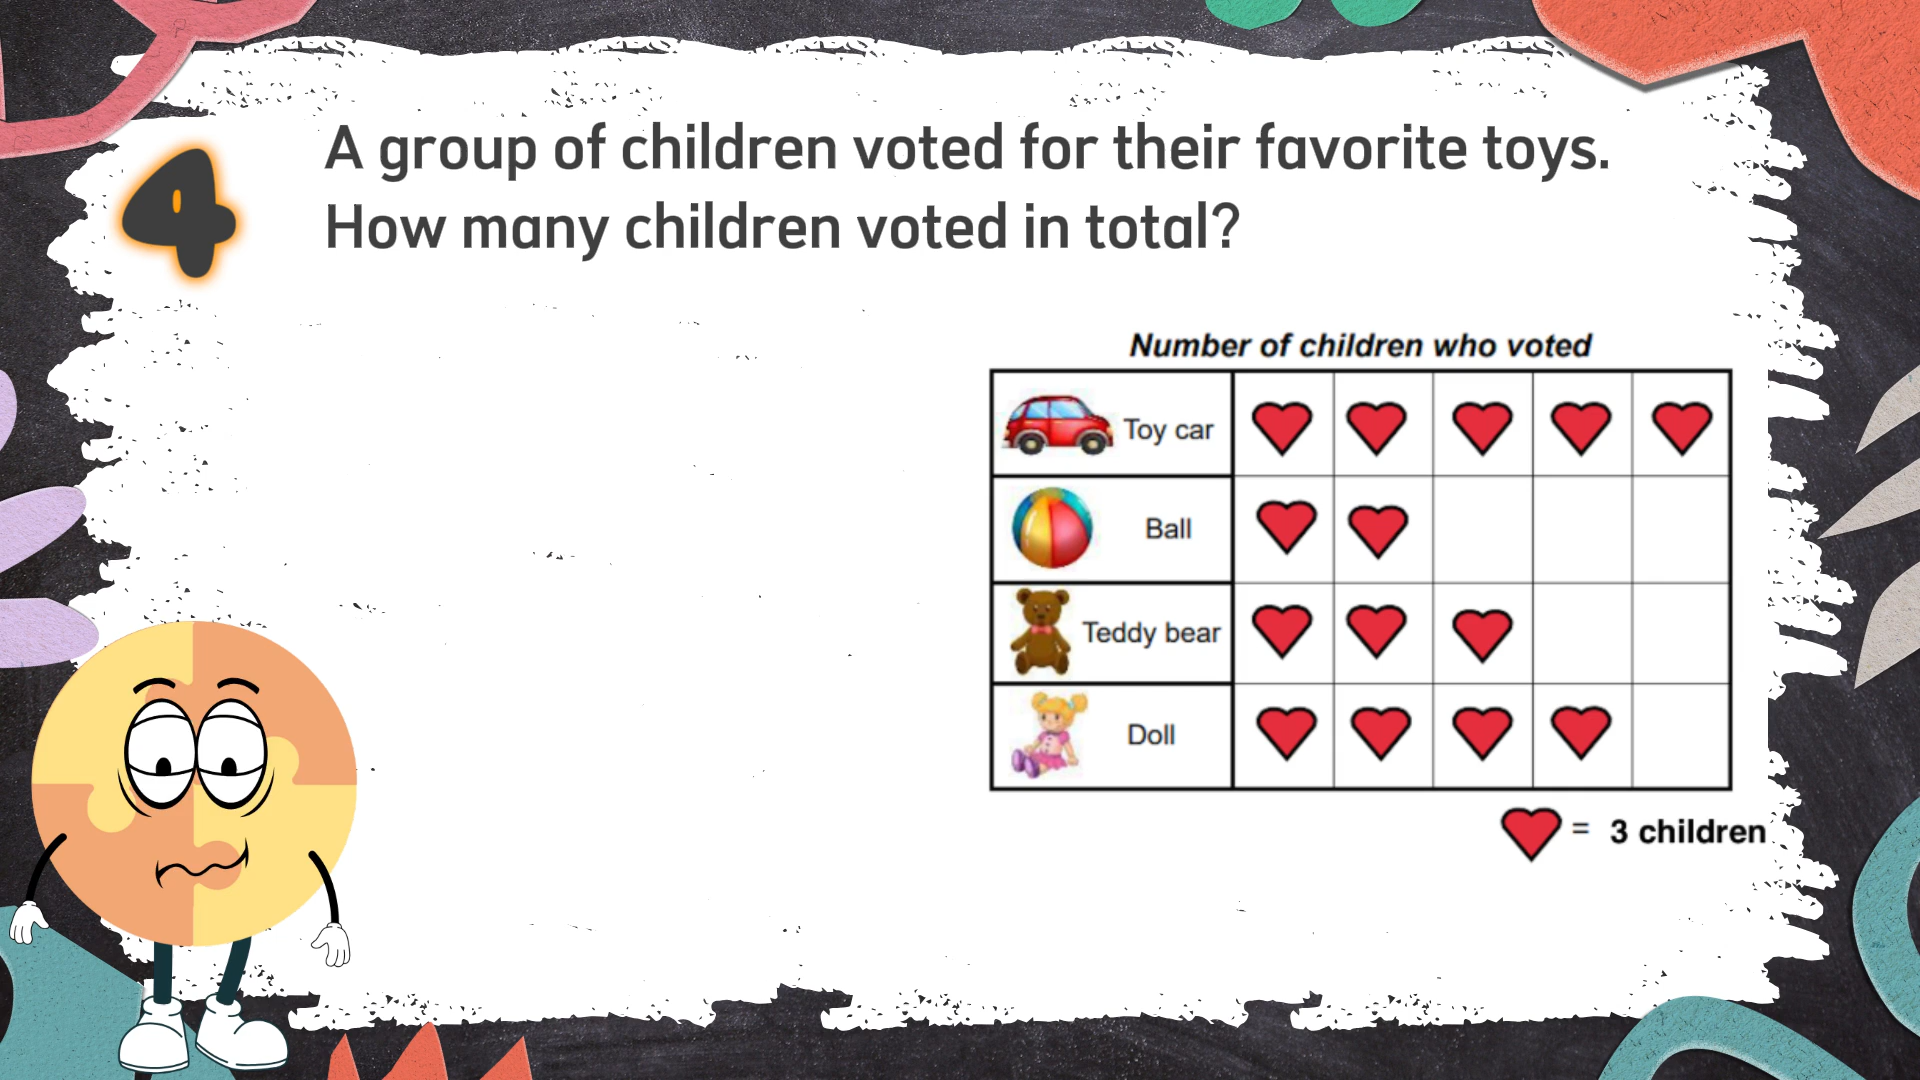 4
A group of children voted for their favorite toys.
How many children voted in total?
Number of children who voted
Toy car
Ball
Teddy bear
Doll
= 3 children